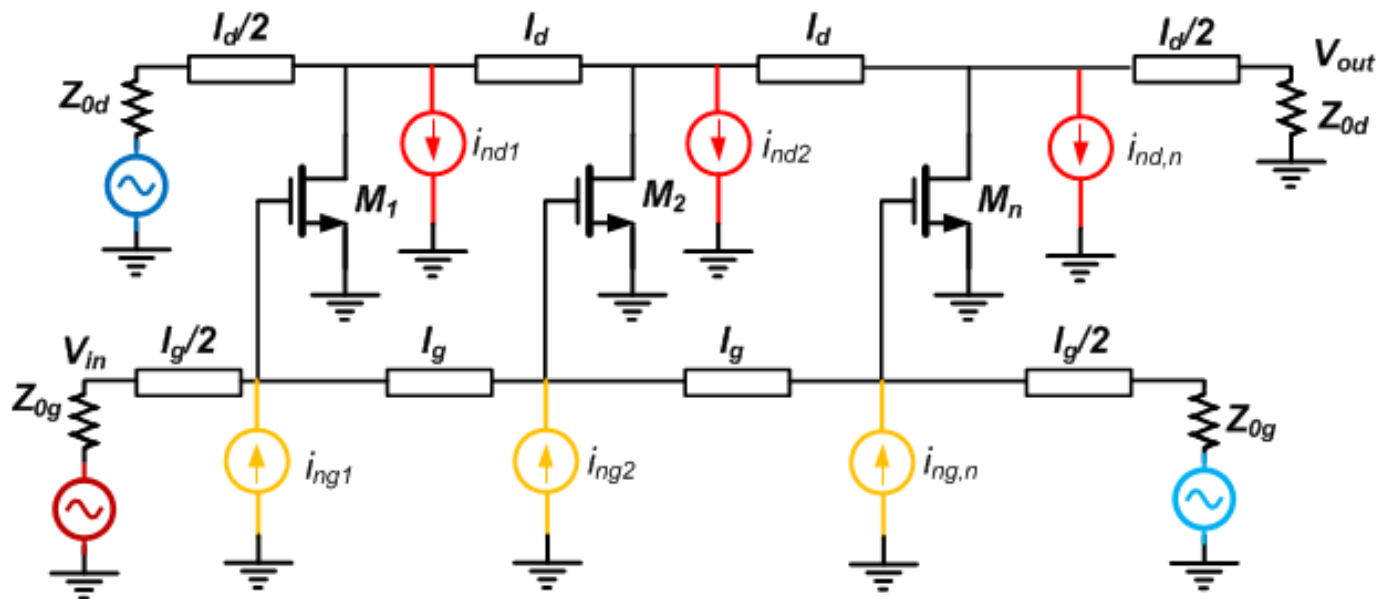 l_d/2 l_d l_d l_d/2
V_out
Z_0d Z_0d
i_nd1 i_nd2 i_nd,n
M_1 M_2 M_n
V_in l_g/2 l_g l_g l_g/2
Z_0g Z_0g
i_ng1 i_ng2 i_ng,n